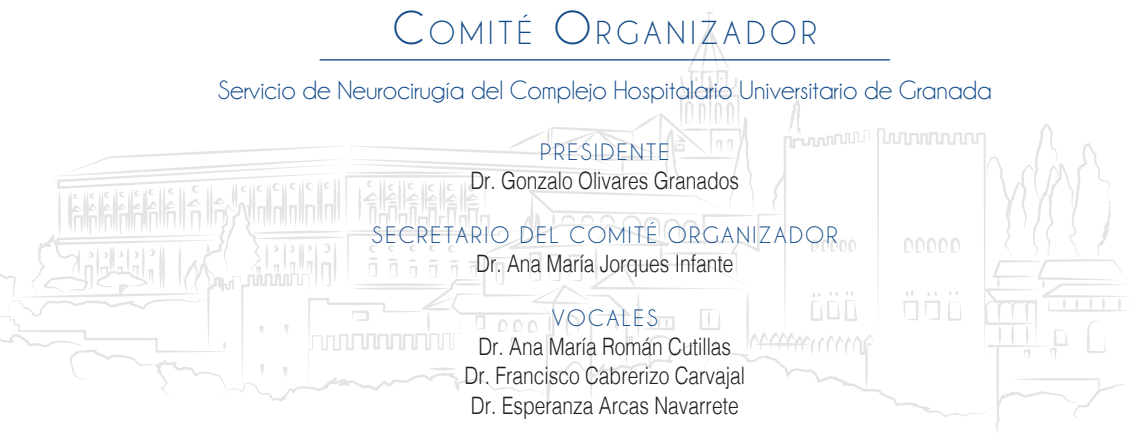 COMITÉ ORGANIZADOR
Servicio de Neurocirugía del Complejo Hospitalario Universitario de Granada
PRESIDENTE
Dr. Gonzalo Olivares Granados
SECRETARIO DEL COMITÉ ORGANIZADOR
Dr. Ana María Jorques Infante
VOCALES
Dr. Ana María Román Cutillas
Dr. Francisco Cabrerizo Carvajal
Dr. Esperanza Arcas Navarrete